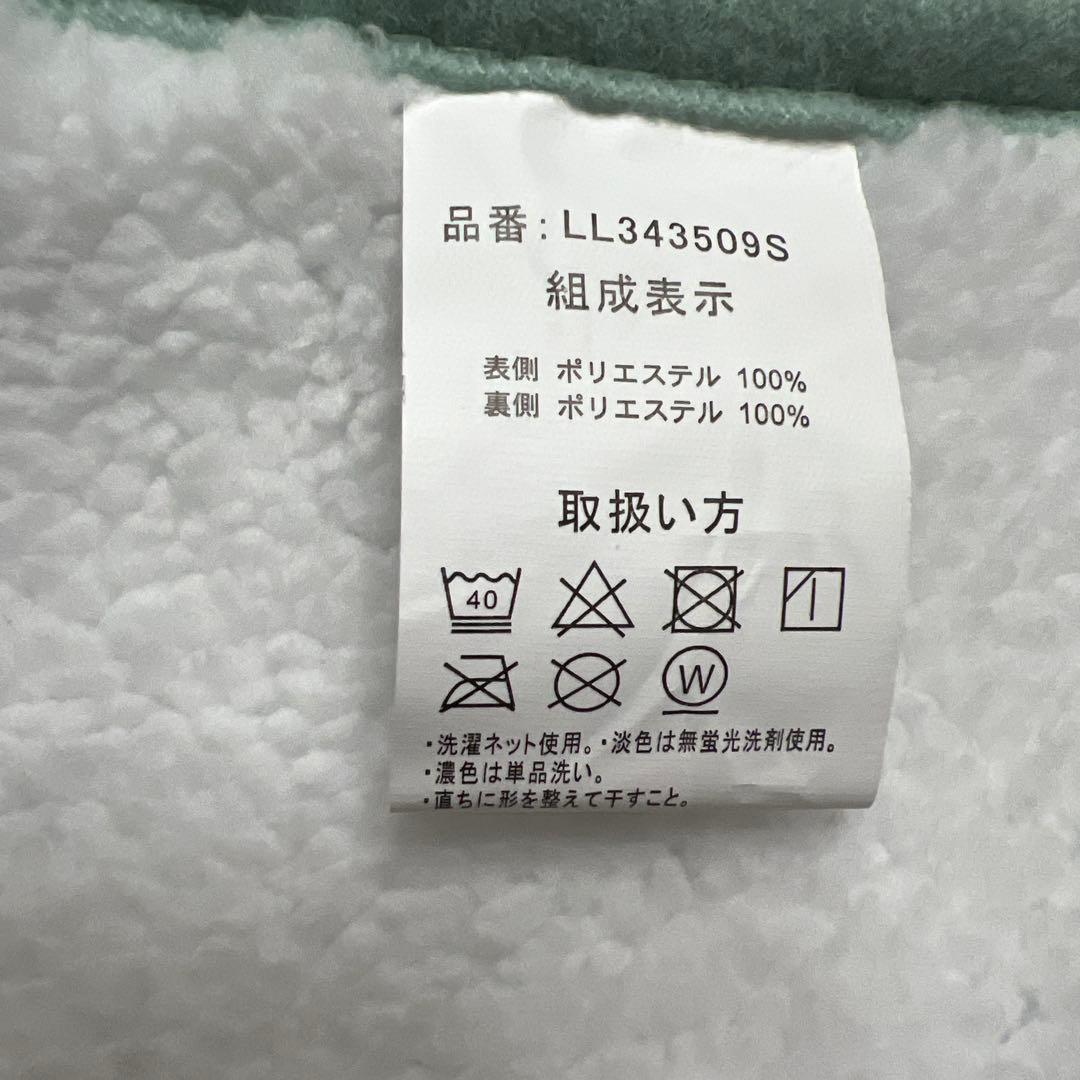 品番:LL343509S
組成表示
表側 ポリエステル 100%
裏側 ポリエステル 100%
取扱い方
40
W
・洗濯ネット使用。・淡色は無蛍光洗剤使用。
・濃色は単品洗い。
・直ちに形を整えて干すこと。